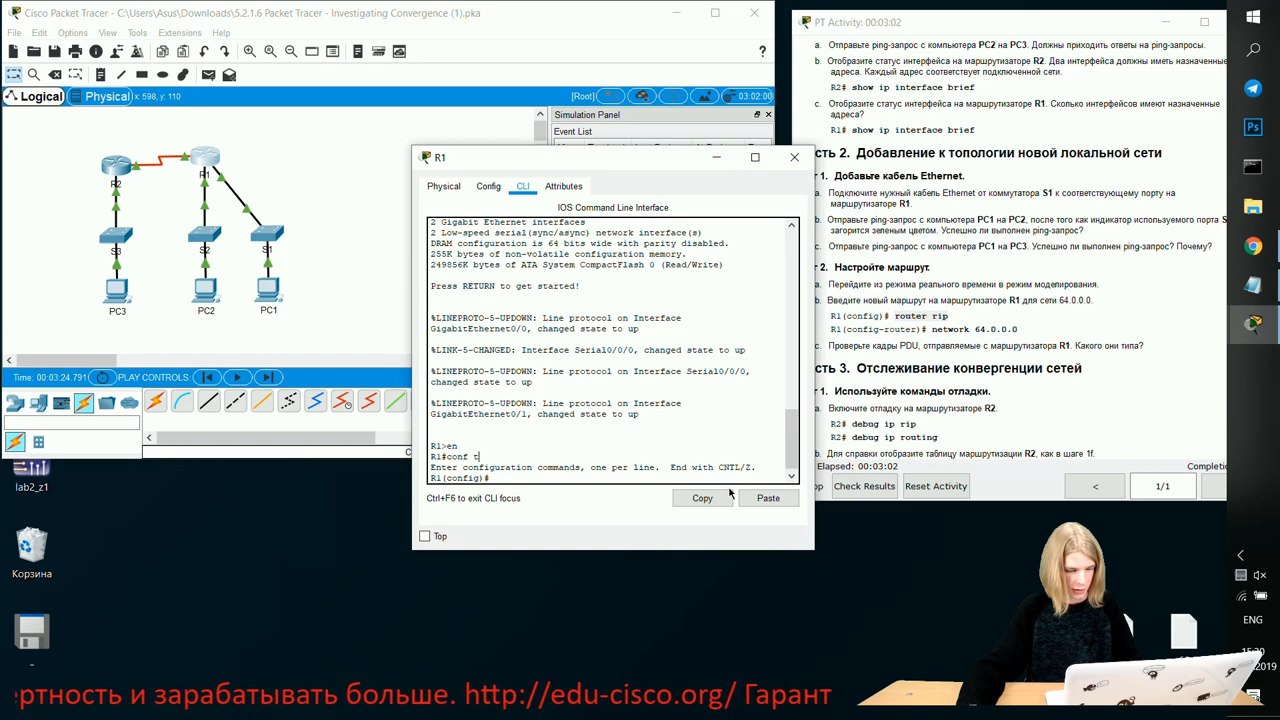 Cisco Packet Tracer - C:\Users\Asus\Downloads\5.2.1.6 Packet Tracer - Investigating Convergence (1).pka
File Edit Options View Tools Extensions Help
?
Logical Physical x: 598, y: 110 [Root] 03:02:00
Simulation Panel
Event List
R2
R1
S3
S2
S1
PC3
PC2
PC1
Time: 00:03:24.791 PLAY CONTROLS:
R1
Physical Config CLI Attributes
IOS Command Line Interface
2 Gigabit Ethernet interfaces
2 Low-speed serial(sync/async) network interface(s)
DRAM configuration is 64 bits wide with parity disabled.
255K bytes of non-volatile configuration memory.
249856K bytes of ATA System CompactFlash 0 (Read/Write)
Press RETURN to get started!
%LINEPROTO-5-UPDOWN: Line protocol on Interface
GigabitEthernet0/0, changed state to up
%LINK-5-CHANGED: Interface Serial0/0/0, changed state to up
%LINEPROTO-5-UPDOWN: Line protocol on Interface Serial0/0/0,
changed state to up
%LINEPROTO-5-UPDOWN: Line protocol on Interface
GigabitEthernet0/1, changed state to up
R1>en
R1#conf t
Enter configuration commands, one per line. End with CNTL/Z.
R1(config)#
Ctrl+F6 to exit CLI focus
Copy
Paste
Top
PT Activity: 00:03:02
a. Отправьте ping-запрос с компьютера PC2 на PC3. Должны приходить ответы на ping-запросы.
b. Отобразите статус интерфейса на маршрутизаторе R2. Два интерфейса должны иметь назначенные
адреса. Каждый адрес соответствует подключенной сети.
R2# show ip interface brief
c. Отобразите статус интерфейса на маршрутизаторе R1. Сколько интерфейсов имеют назначенные
адреса?
R1# show ip interface brief
сть 2. Добавление к топологии новой локальной сети
г 1. Добавьте кабель Ethernet.
a. Подключите нужный кабель Ethernet от коммутатора S1 к соответствующему порту на
маршрутизаторе R1.
b. Отправьте ping-запрос с компьютера PC1 на PC2, после того как индикатор используемого порта S
загорится зеленым цветом. Успешно ли выполнен ping-запрос?
c. Отправьте ping-запрос с компьютера PC1 на PC3. Успешно ли выполнен ping-запрос? Почему?
г 2. Настройте маршрут.
a. Перейдите из режима реального времени в режим моделирования.
b. Введите новый маршрут на маршрутизаторе R1 для сети 64.0.0.0.
R1(config)# router rip
R1(config-router)# network 64.0.0.0
c. Проверьте кадры PDU, отправляемые с маршрутизатора R1. Какого они типа?
сть 3. Отслеживание конвергенции сетей
г 1. Используйте команды отладки.
a. Включите отладку на маршрутизаторе R2.
R2# debug ip rip
R2# debug ip routing
b. Для справки отобразите таблицу маршрутизации R2, как в шаге 1f.
Elapsed: 00:03:02 Completic
op Check Results Reset Activity < 1/1
lab2_z1
Корзина
ENG
2019
ертность и зарабатывать больше. http://edu-cisco.org/ Гарант